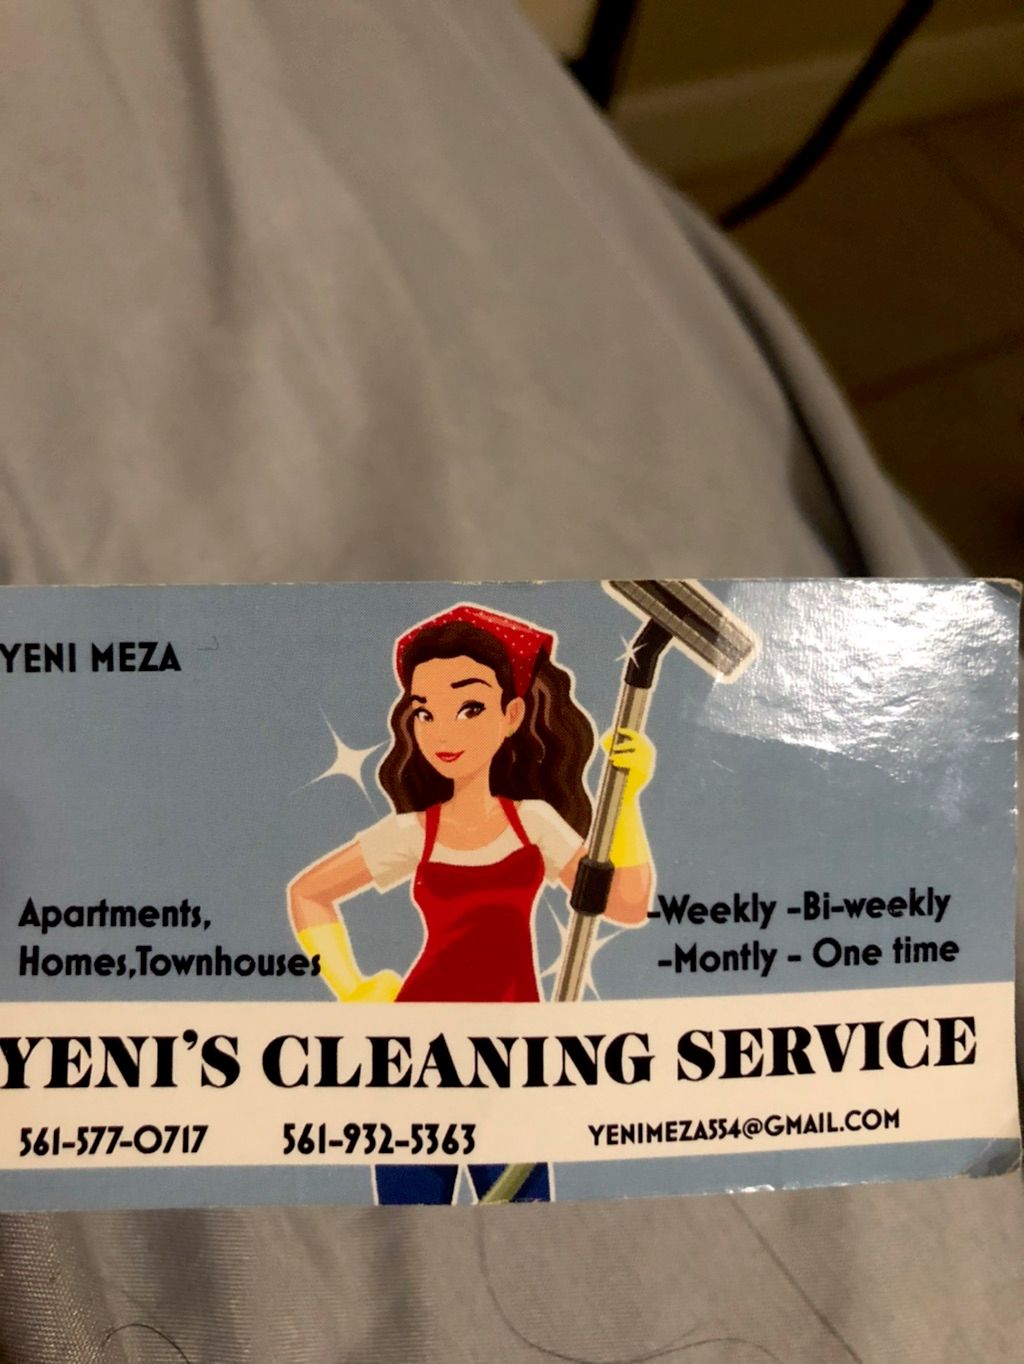 YENI MEZA
Apartments,
Homes,Townhouses
-Weekly -Bi-weekly
-Montly - One time
YENI'S CLEANING SERVICE
561-577-0717 561-932-5363 YENIMEZA554@GMAIL.COM